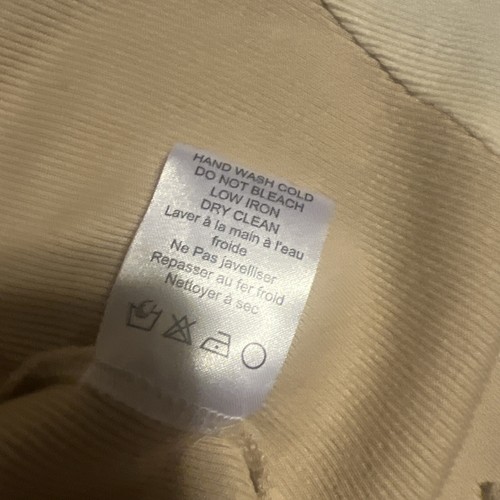 HAND WASH COLD
DO NOT BLEACH
LOW IRON
DRY CLEAN
Laver à la main à l'eau
froide
Ne Pas javelliser
Repasser au fer froid
Nettoyer à sec